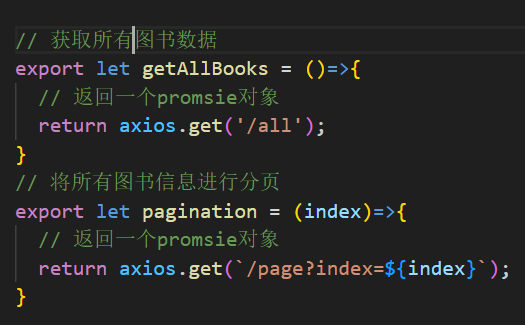 // 获取所有图书数据
export let getAllBooks = ()=>{
// 返回一个promsie对象
return axios.get('/all');
}
// 将所有图书信息进行分页
export let pagination = (index)=>{
// 返回一个promsie对象
return axios.get(`/page?index=${index}`);
}